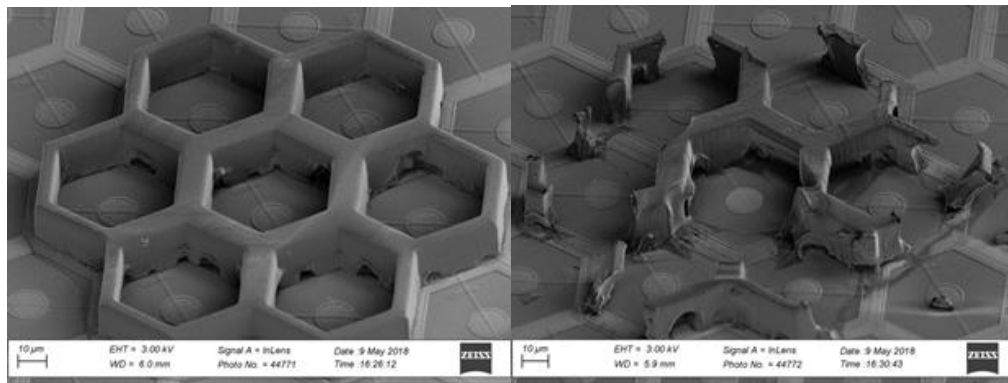 10 µm
EHT = 3.00 kV
WD = 6.0 mm
Signal A = InLens
Photo No. = 44771
Date :9 May 2018
Time :16:26:12
ZEISS
10 µm
EHT = 3.00 kV
WD = 5.9 mm
Signal A = InLens
Photo No. = 44772
Date :9 May 2018
Time :16:30:43
ZEISS